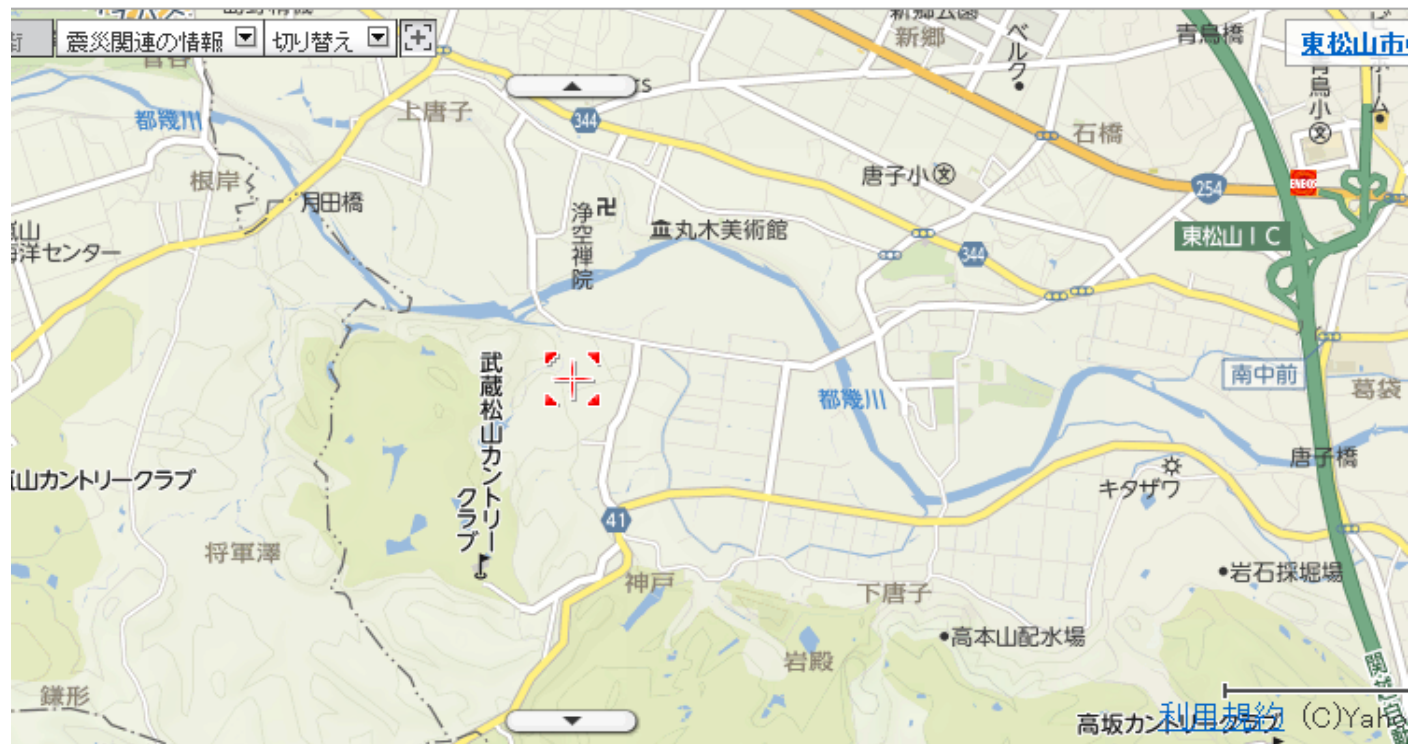 震災関連の情報
切り替え
新郷
ベルク
青鳥橋
東松山市
都幾川
上唐子
344
石橋
青鳥小
唐子小
文
文
根岸
254
ENEOS
月田橋
浄空禅院
卍
丸木美術館
東松山IC
洋センター
344
武蔵松山カントリー
クラブ
都幾川
南中前
葛袋
唐子橋
キタザワ
山カントリークラブ
41
将軍澤
神戸
下唐子
岩石採掘場
高本山配水場
岩殿
鎌形
高坂カントリークラブ
利用規約
(C)Yaho